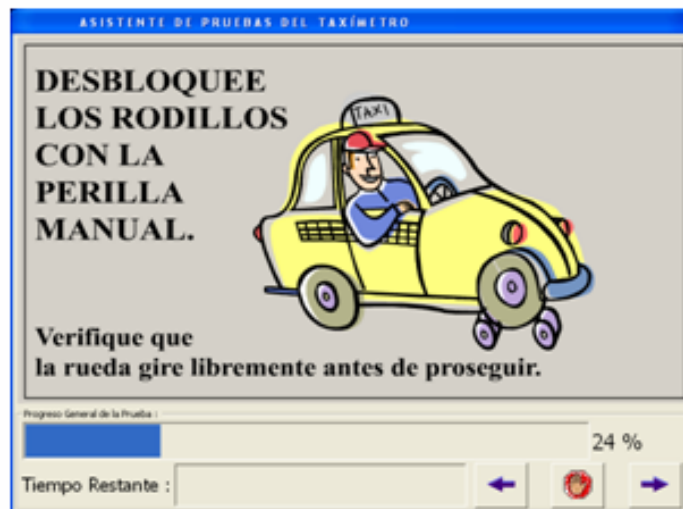 ASISTENTE DE PRUEBAS DEL TAXÍMETRO
DESBLOQUEE
LOS RODILLOS
CON LA
PERILLA
MANUAL.
TAXI
Verifique que
la rueda gire libremente antes de proseguir.
Progreso General de la Prueba :
24 %
Tiempo Restante :